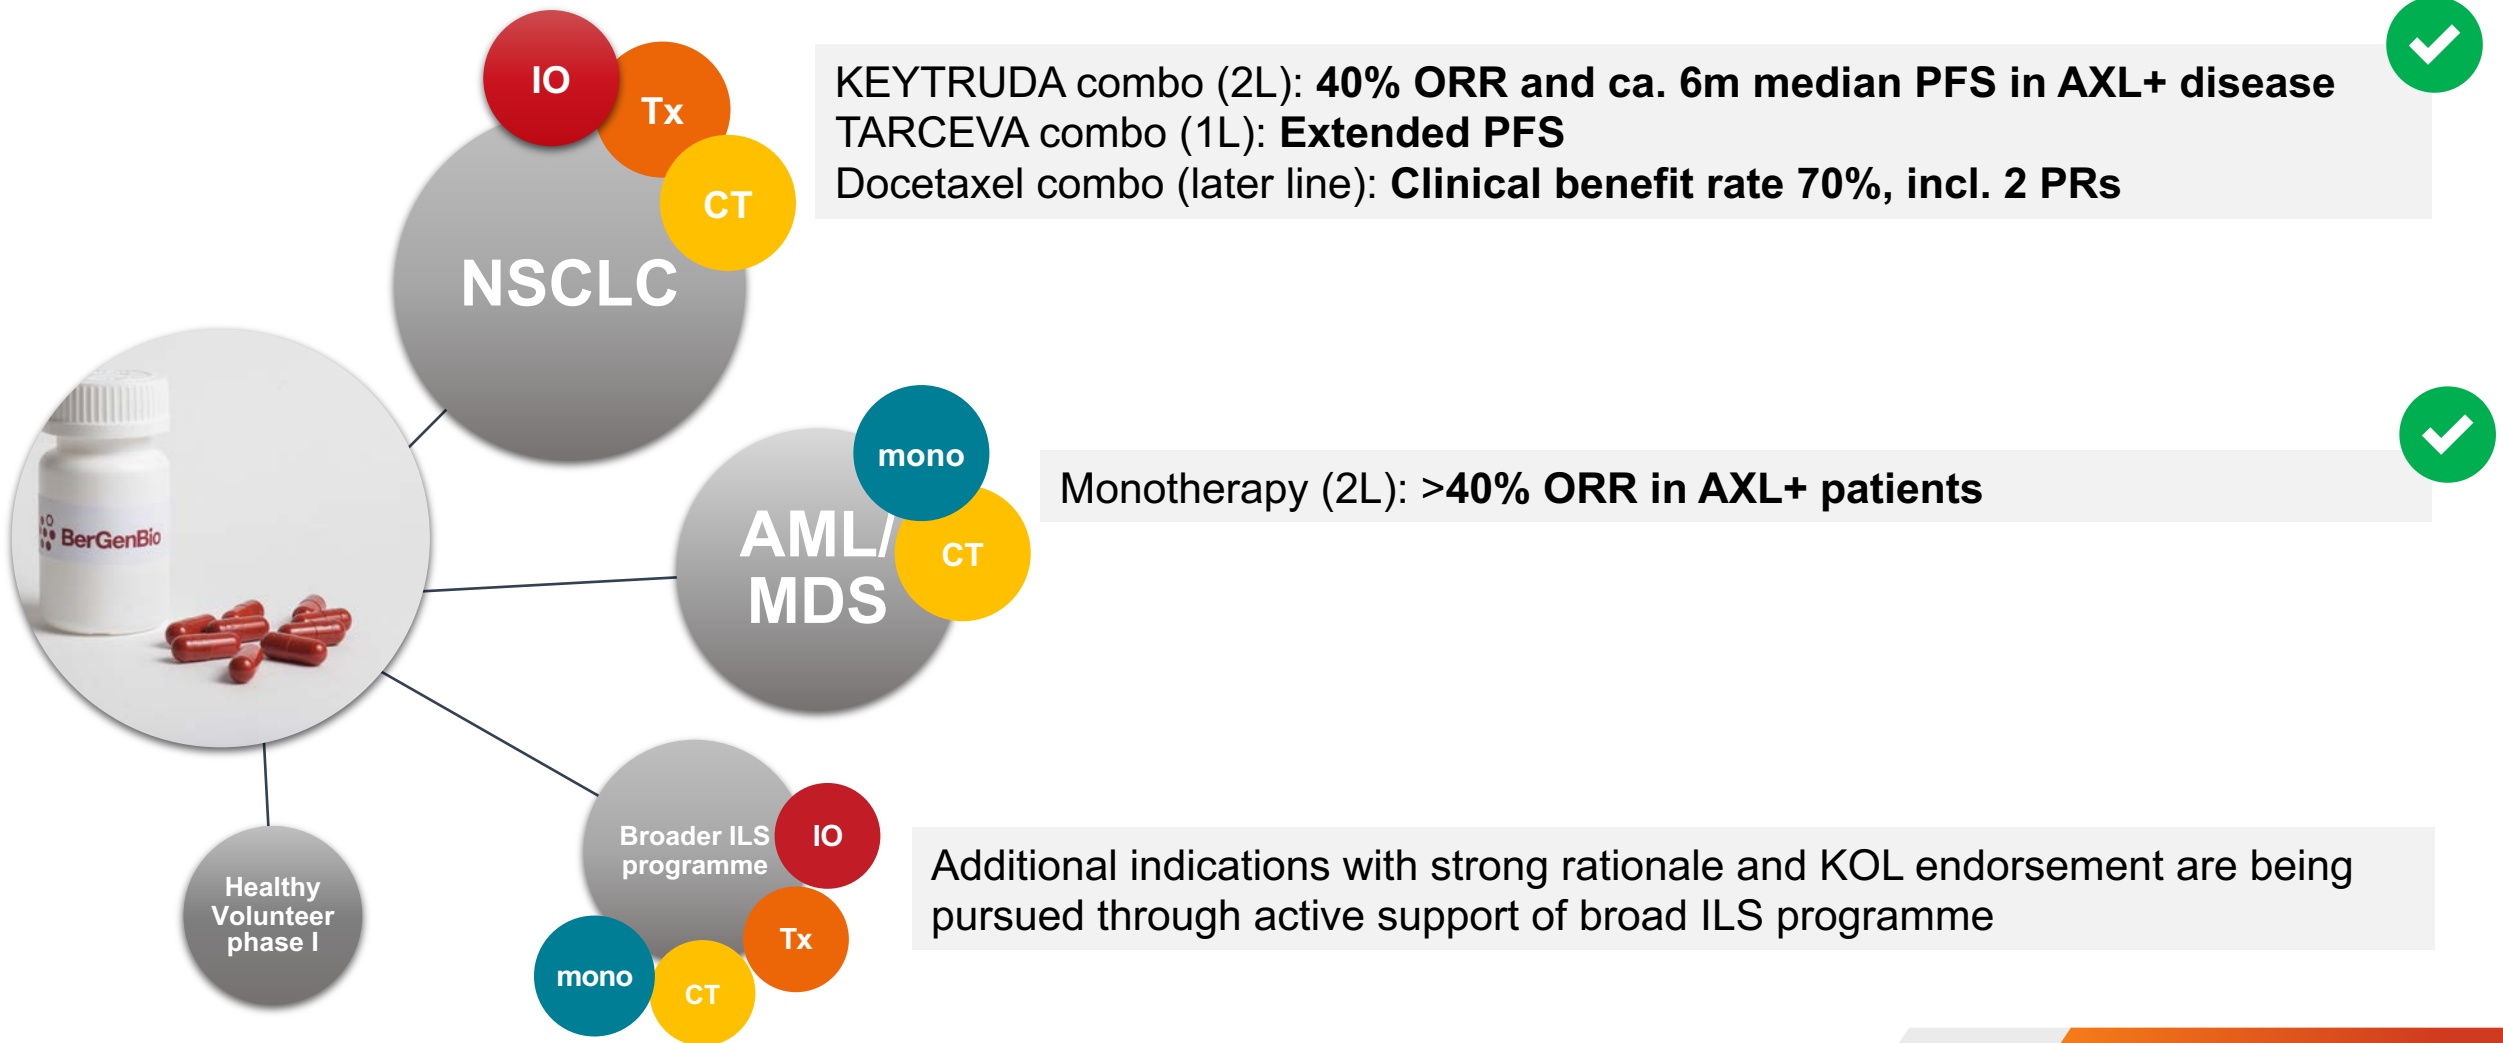 IO
Tx
CT
NSCLC
KEYTRUDA combo (2L): 40% ORR and ca. 6m median PFS in AXL+ disease
TARCEVA combo (1L): Extended PFS
Docetaxel combo (later line): Clinical benefit rate 70%, incl. 2 PRs
BerGenBio
mono
CT
AML/
MDS
Monotherapy (2L): >40% ORR in AXL+ patients
Broader ILS
programme
IO
Tx
CT
mono
Additional indications with strong rationale and KOL endorsement are being
pursued through active support of broad ILS programme
Healthy
Volunteer
phase I